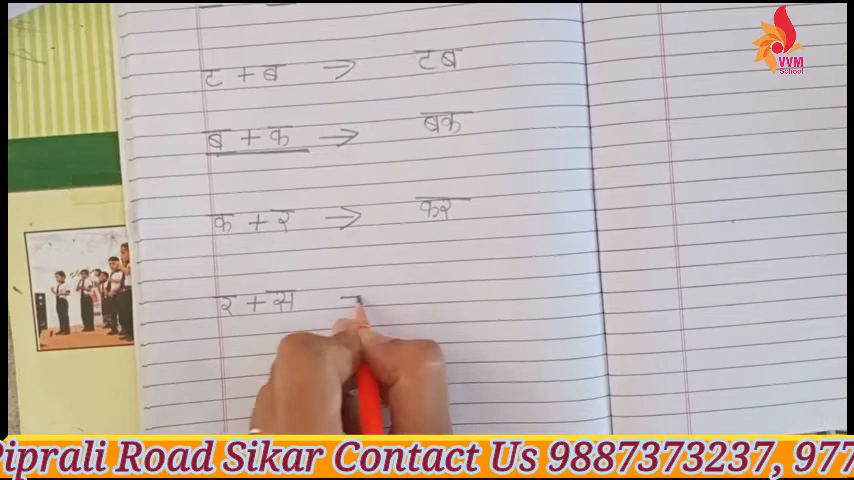 VVM
School
ट + ब → टब
ब + क → बक
क + र → कर
र + स
Piprali Road Sikar Contact Us 9887373237, 977